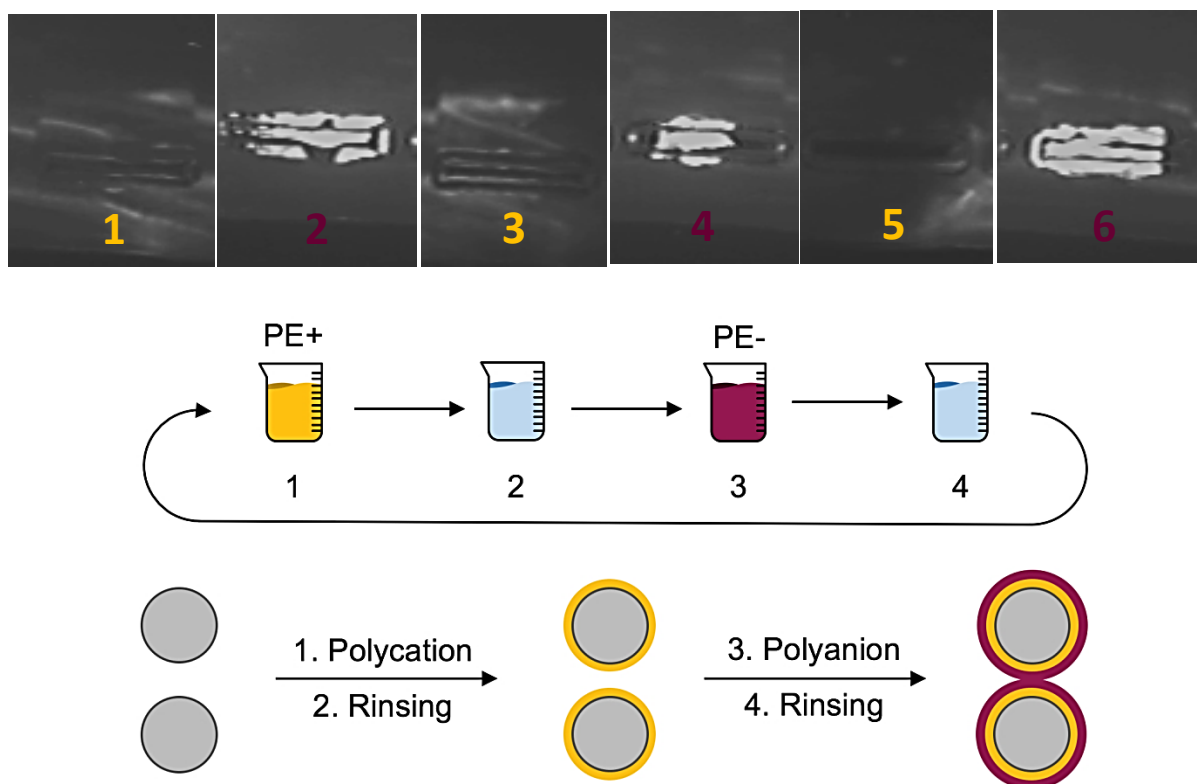 1 2 3 4 5 6
PE+ PE-
1 2 3 4
1. Polycation 3. Polyanion
2. Rinsing 4. Rinsing